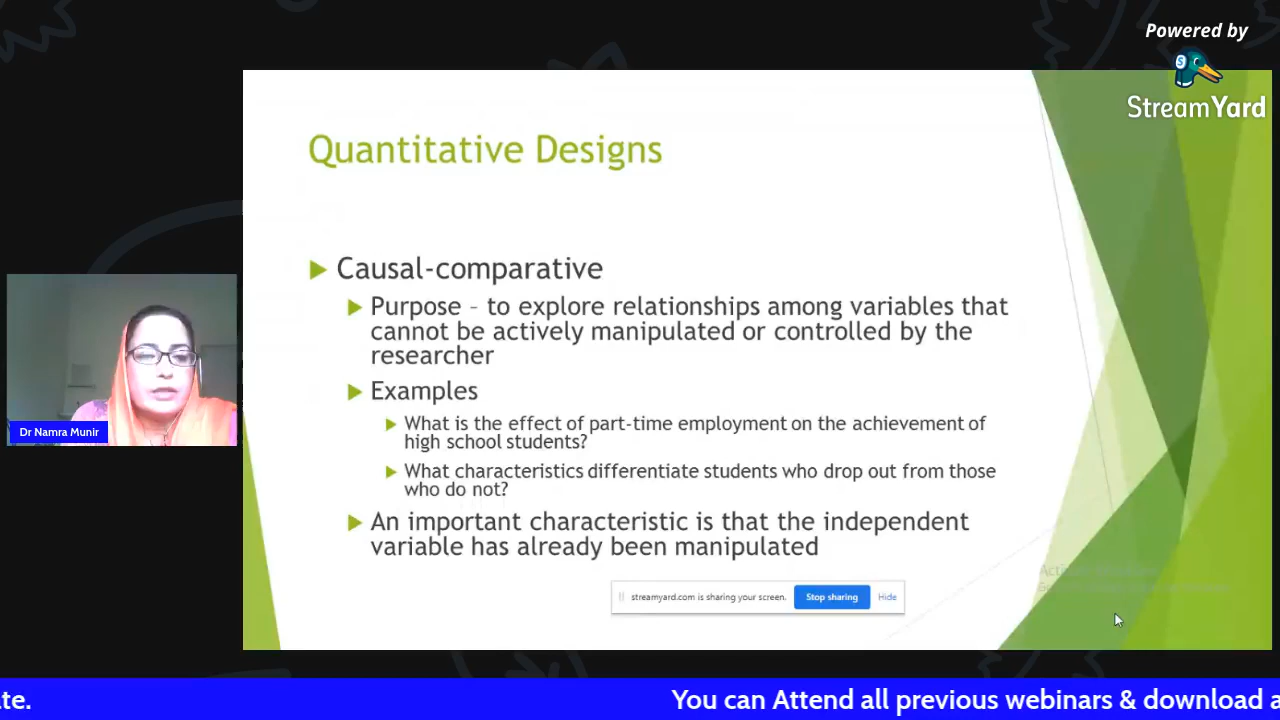 Powered by
StreamYard
Quantitative Designs
Causal-comparative
Purpose – to explore relationships among variables that
cannot be actively manipulated or controlled by the
researcher
Examples
What is the effect of part-time employment on the achievement of
high school students?
What characteristics differentiate students who drop out from those
who do not?
An important characteristic is that the independent
variable has already been manipulated
streamyard.com is sharing your screen.
Stop sharing
Hide
Dr Namra Munir
te.
You can Attend all previous webinars & download a